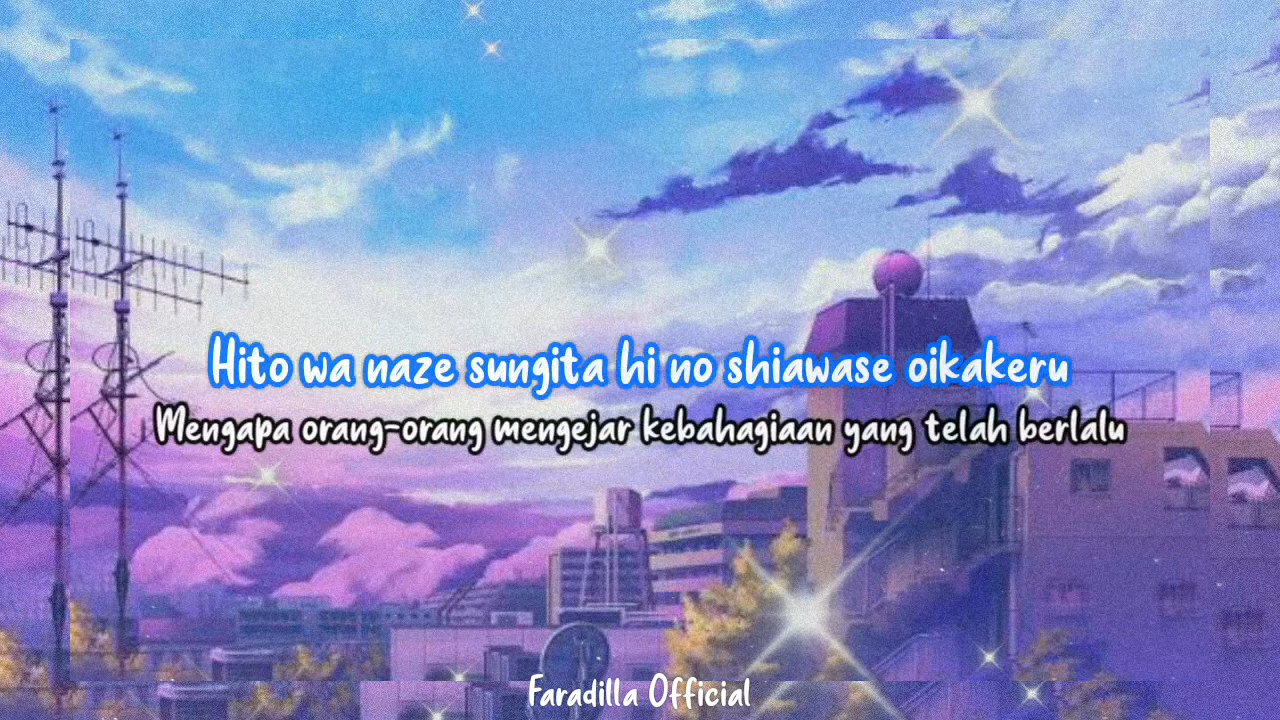 Hito wa naze sungita hi no shiawase oikakeru
Mengapa orang-orang mengejar kebahagiaan yang telah berlalu
Faradilla Official